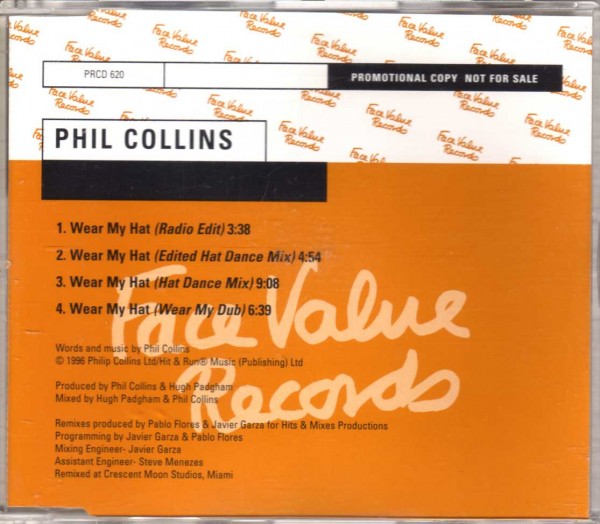 Face Value
Records
PRCD 620
PROMOTIONAL COPY NOT FOR SALE
PHIL COLLINS
1. Wear My Hat (Radio Edit) 3:38
2. Wear My Hat (Edited Hat Dance Mix) 4:54
3. Wear My Hat (Hat Dance Mix) 9:08
4. Wear My Hat (Wear My Dub) 6:39
Face Value
Records
Words and music by Phil Collins
© 1996 Philip Collins Ltd/Hit & Run® Music (Publishing) Ltd
Produced by Phil Collins & Hugh Padgham
Mixed by Hugh Padgham & Phil Collins
Remixes produced by Pablo Flores & Javier Garza for Hits & Mixes Productions
Programming by Javier Garza & Pablo Flores
Mixing Engineer- Javier Garza
Assistant Engineer- Steve Menezes
Remixed at Crescent Moon Studios, Miami